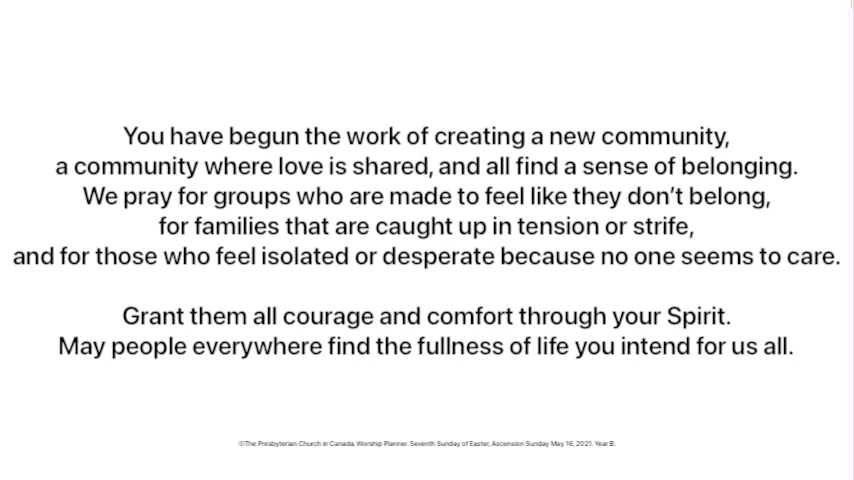 You have begun the work of creating a new community,
a community where love is shared, and all find a sense of belonging.
We pray for groups who are made to feel like they don’t belong,
for families that are caught up in tension or strife,
and for those who feel isolated or desperate because no one seems to care.
Grant them all courage and comfort through your Spirit.
May people everywhere find the fullness of life you intend for us all.
©The Presbyterian Church in Canada. Worship Planner. Seventh Sunday of Easter, Ascension Sunday May 16, 2021. Year B.